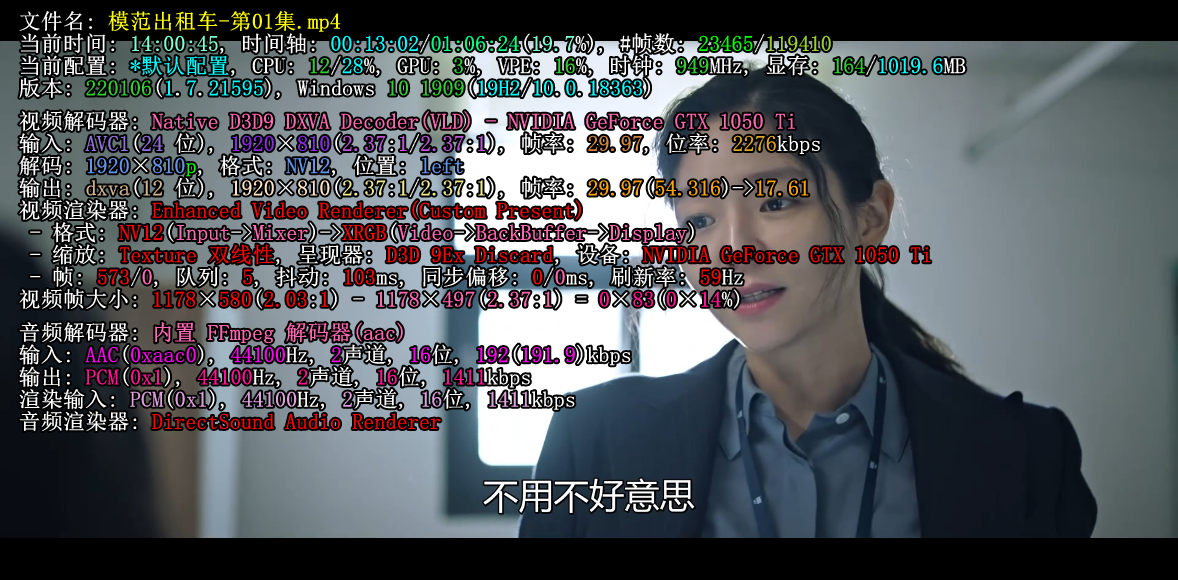 文件名: 模范出租车-第01集.mp4
当前时间: 14:00:45, 时间轴: 00:13:02/01:06:24(19.7%), #帧数: 23465/119410
当前配置: *默认配置, CPU: 12/28%, GPU: 3%, VPE: 16%, 时钟: 949MHz, 显存: 164/1019.6MB
版本: 220106(1.7.21595), Windows 10 1909(19H2/10.0.18363)
视频解码器: Native D3D9 DXVA Decoder(VLD) - NVIDIA GeForce GTX 1050 Ti
输入: AVC1(24 位), 1920×810(2.37:1/2.37:1), 帧率: 29.97, 位率: 2276kbps
解码: 1920×810p, 格式: NV12, 位置: left
输出: dxva(12 位), 1920×810(2.37:1/2.37:1), 帧率: 29.97(54.316)->17.61
视频渲染器: Enhanced Video Renderer(Custom Present)
- 格式: NV12(Input->Mixer)->XRGB(Video->BackBuffer->Display)
- 缩放: Texture 双线性, 呈现器: D3D 9Ex Discard, 设备: NVIDIA GeForce GTX 1050 Ti
- 帧: 573/0, 队列: 5, 抖动: 103ms, 同步偏移: 0/0ms, 刷新率: 59Hz
视频帧大小: 1178×580(2.03:1) - 1178×497(2.37:1) = 0×83(0×14%)
音频解码器: 内置 FFmpeg 解码器(aac)
输入: AAC(0xaac0), 44100Hz, 2声道, 16位, 192(191.9)kbps
输出: PCM(0x1), 44100Hz, 2声道, 16位, 1411kbps
渲染输入: PCM(0x1), 44100Hz, 2声道, 16位, 1411kbps
音频渲染器: DirectSound Audio Renderer
不用不好意思